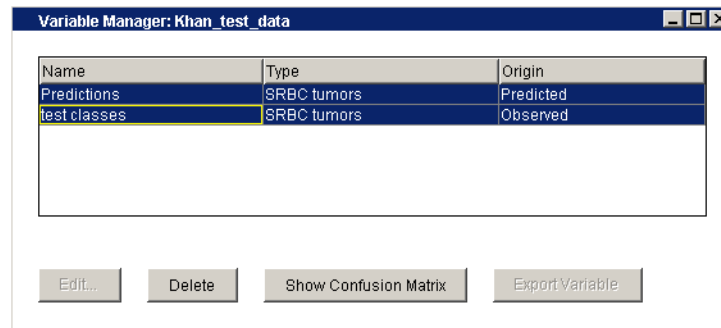 Variable Manager: Khan_test_data
Name Type Origin
Predictions SRBC tumors Predicted
test classes SRBC tumors Observed
Edit... Delete Show Confusion Matrix Export Variable